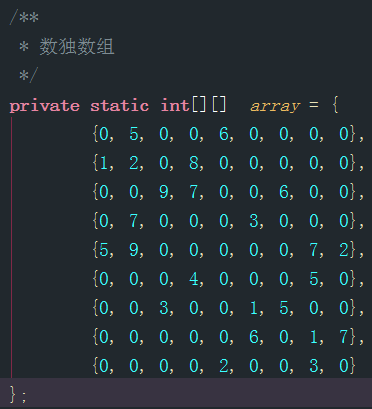 /**
 * 数独数组
 */
private static int[][]  array = {
        {0, 5, 0, 0, 6, 0, 0, 0, 0},
        {1, 2, 0, 8, 0, 0, 0, 0, 0},
        {0, 0, 9, 7, 0, 0, 6, 0, 0},
        {0, 7, 0, 0, 0, 3, 0, 0, 0},
        {5, 9, 0, 0, 0, 0, 0, 7, 2},
        {0, 0, 0, 4, 0, 0, 0, 5, 0},
        {0, 0, 3, 0, 0, 1, 5, 0, 0},
        {0, 0, 0, 0, 0, 6, 0, 1, 7},
        {0, 0, 0, 0, 2, 0, 0, 3, 0}
};